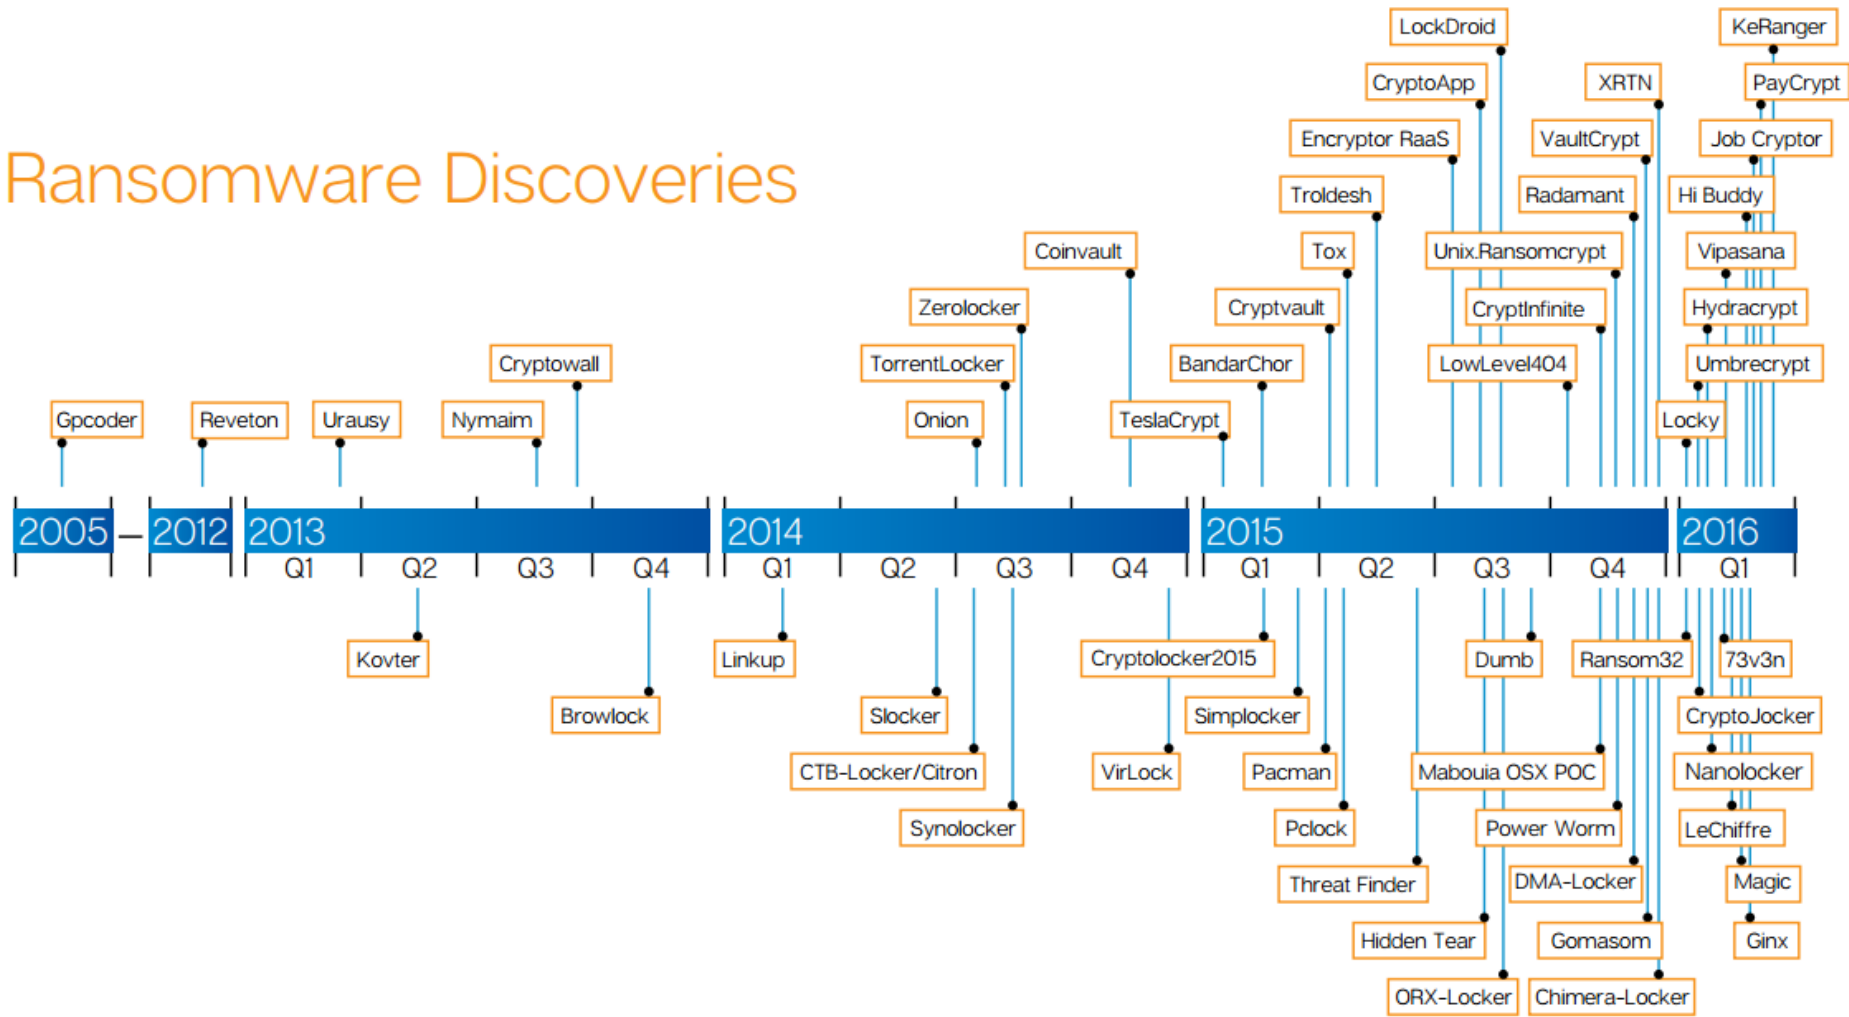 LockDroid
KeRanger
CryptoApp
XRTN
PayCrypt
Encryptor RaaS
VaultCrypt
Job Cryptor
Ransomware Discoveries
Troldesh
Radamant
Hi Buddy
Coinvault
Tox
Unix.Ransomcrypt
Vipasana
Zerolocker
Cryptvault
CryptInfinite
Hydracrypt
Cryptowall
TorrentLocker
BandarChor
LowLevel404
Umbrecrypt
Gpcoder
Reveton
Urausy
Nymaim
Onion
TeslaCrypt
Locky
2005 – 2012 2013 2014 2015 2016
Q1 Q2 Q3 Q4 Q1 Q2 Q3 Q4 Q1 Q2 Q3 Q4 Q1
Kovter
Linkup
Cryptolocker2015
Dumb
Ransom32
73v3n
Browlock
Slocker
Simplocker
CryptoJocker
CTB-Locker/Citron
VirLock
Pacman
Mabouia OSX POC
Nanolocker
Synolocker
Pclock
Power Worm
LeChiffre
Threat Finder
DMA-Locker
Magic
Hidden Tear
Gomasom
Ginx
ORX-Locker
Chimera-Locker